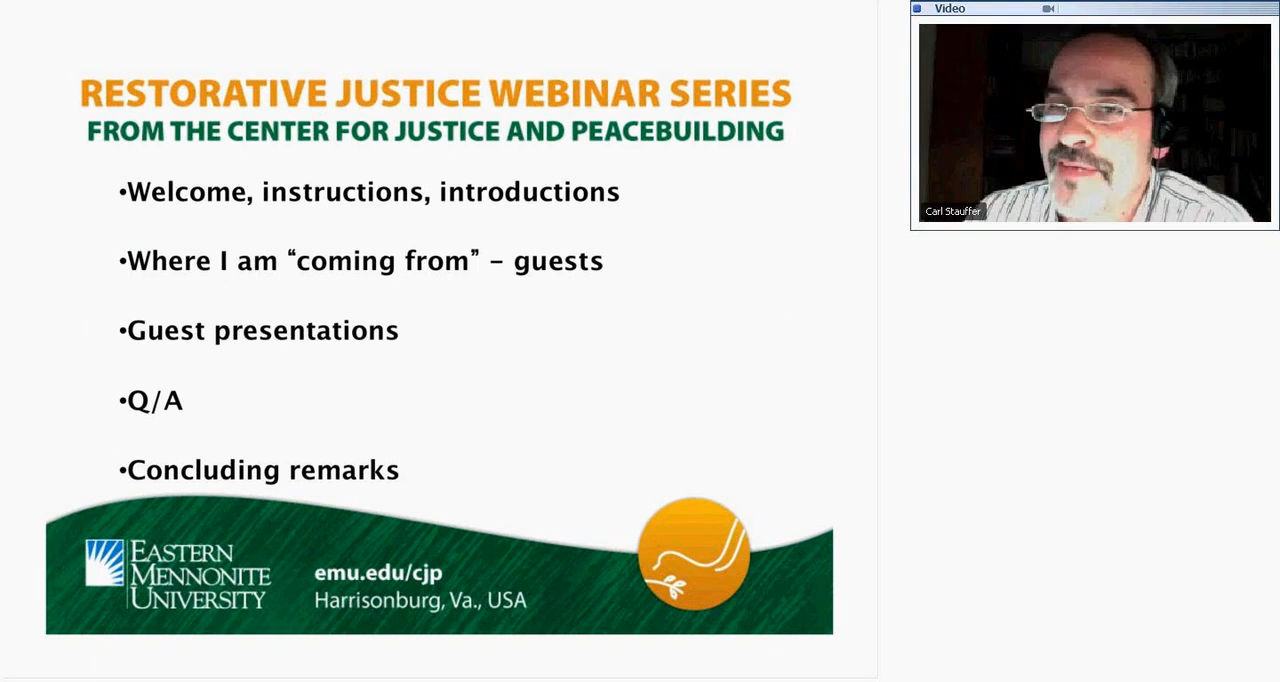 RESTORATIVE JUSTICE WEBINAR SERIES
FROM THE CENTER FOR JUSTICE AND PEACEBUILDING
•Welcome, instructions, introductions
•Where I am “coming from” – guests
•Guest presentations
•Q/A
•Concluding remarks
EASTERN
MENNONITE
UNIVERSITY
emu.edu/cjp
Harrisonburg, Va., USA
Video
Carl Stauffer